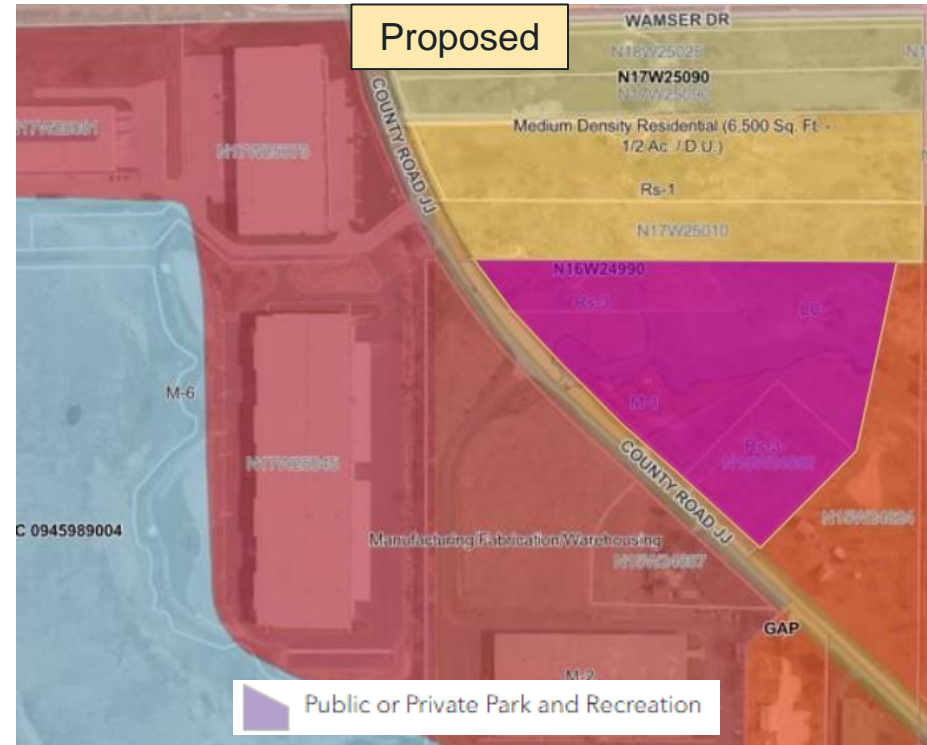 Proposed
WAMSER DR
N18W25025
N17W25090
N17W25090
COUNTY ROAD JJ
N17W25075
Medium Density Residential (6.500 Sq. Ft. -
1/2 Ac. / D.U.)
Rs-1
N17W25010
N16W24990
Rs-3
LC
M-6
M-1
Rs-3
COUNTY ROAD JJ
N17W25045
C 0945989004
Manufacturing/Fabrication/Warehousing
GAP
M-2
Public or Private Park and Recreation